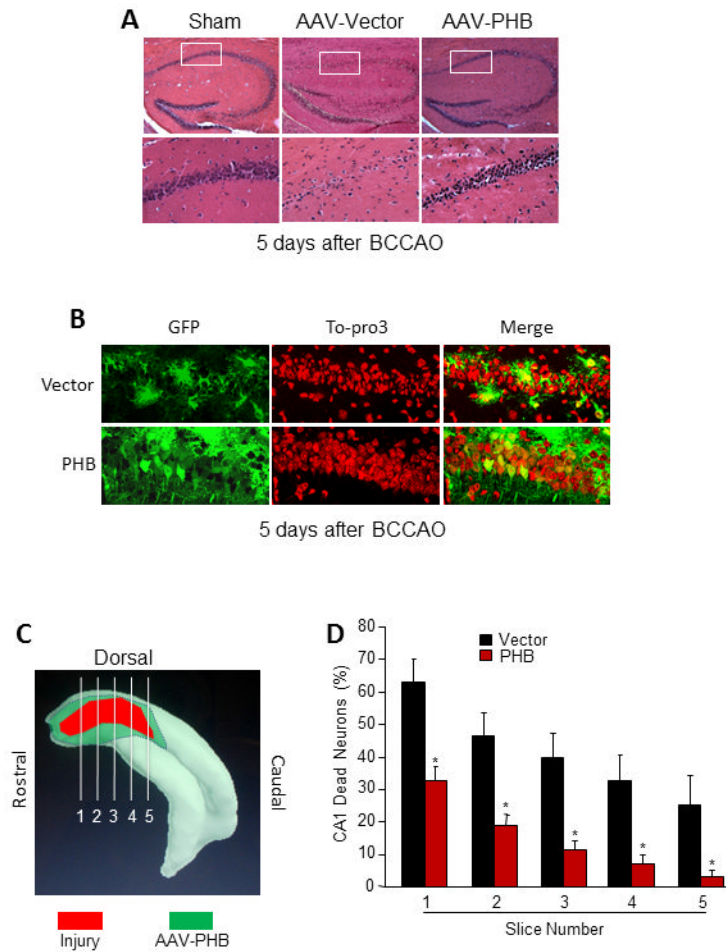 A
Sham AAV-Vector AAV-PHB
5 days after BCCAO
B
GFP To-pro3 Merge
Vector
PHB
5 days after BCCAO
C
Dorsal
Rostral
Caudal
1 2 3 4 5
Injury AAV-PHB
D
CA1 Dead Neurons (%)
80
70
60
50
40
30
20
10
0
Vector
PHB
* * * * *
1 2 3 4 5
Slice Number